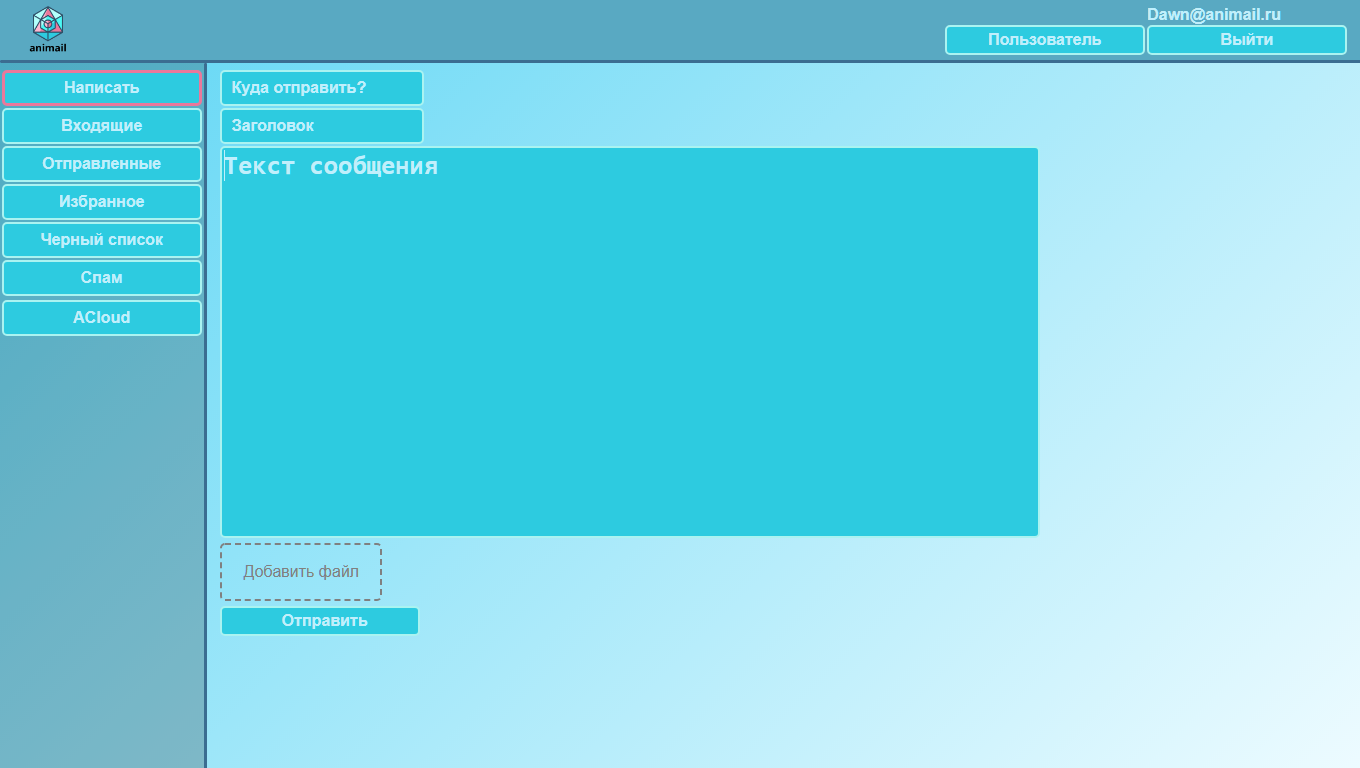 animail
Dawn@animail.ru
Пользователь
Выйти
Написать
Входящие
Отправленные
Избранное
Черный список
Спам
ACloud
Куда отправить?
Заголовок
Текст сообщения
Добавить файл
Отправить